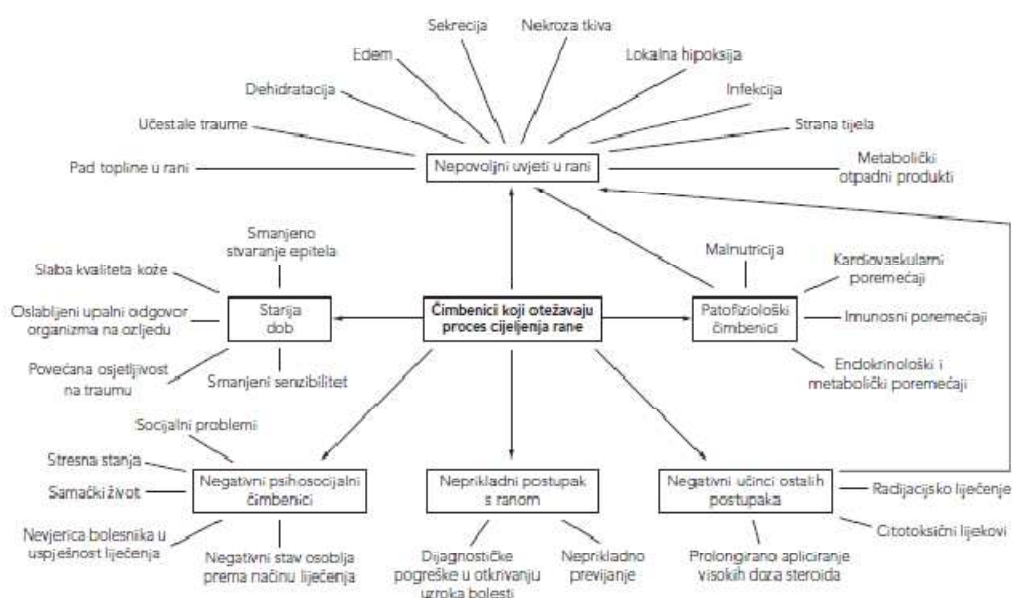 Sekrecija
Nekroza tkiva
Edem
Lokalna hipoksija
Dehidratacija
Infekcija
Učestale traume
Strana tijela
Pad topline u rani
Nepovoljni uvjeti u rani
Metabolički
otpadni produkti
Smanjeno
stvaranje epitela
Slaba kvaliteta kože
Oslabljeni upalni odgovor
organizma na ozljedu
Starija
dob
Povećana osjetljivost
na traumu
Smanjeni senzibilitet
Čimbenici koji otežavaju
proces cijeljenja rane
Malnutricija
Kardiovaskularni
poremećaji
Patofiziološki
čimbenici
Imunosni poremećaji
Endokrinološki i
metabolički poremećaji
Socijalni problemi
Stresna stanja
Samački život
Negativni psihosocijalni
čimbenici
Nevjerica bolesnika u
uspješnost liječenja
Negativni stav osoblja
prema načinu liječenja
Neprikladni postupak
s ranom
Dijagnostičke
pogreške u otkrivanju
uzroka bolesti
Neprikladno
previjanje
Negativni učinci ostalih
postupaka
Radijacijsko liječenje
Citotoksični lijekovi
Prolongirano apliciranje
visokih doza steroida